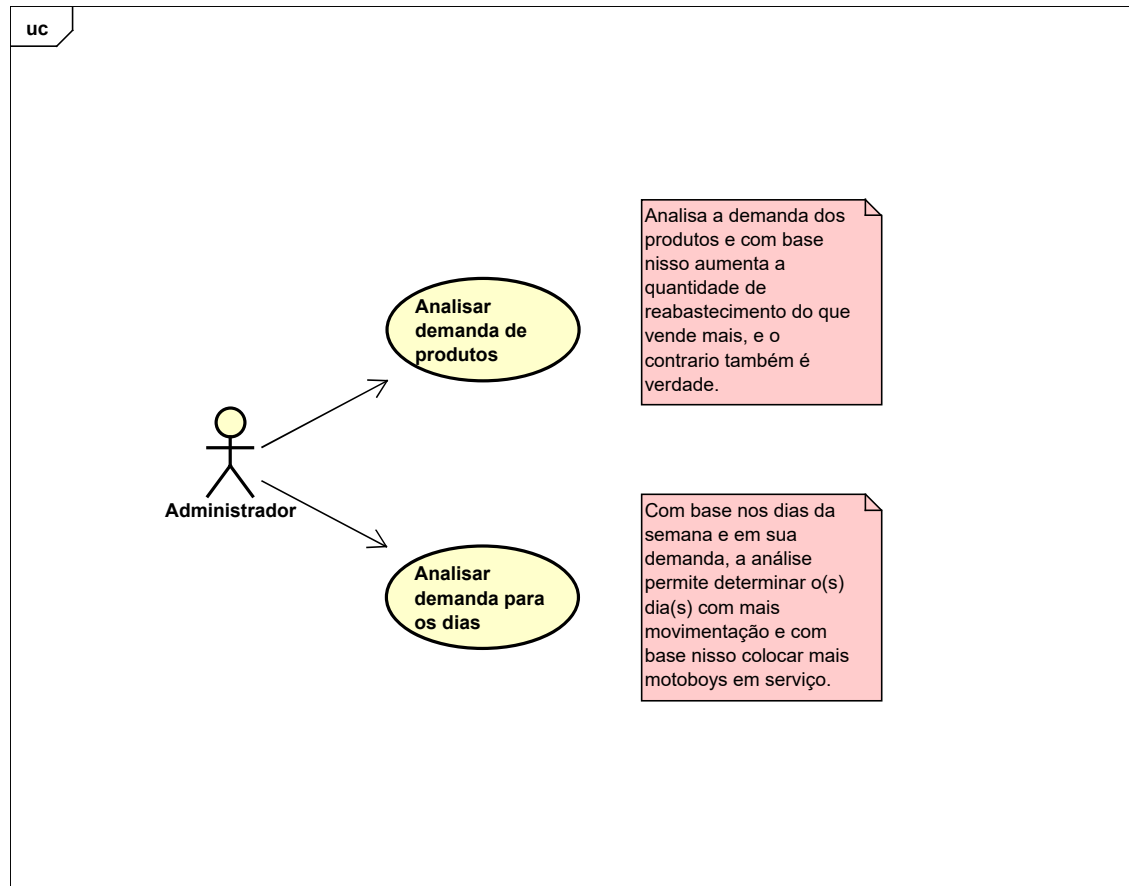 uc
Analisa a demanda dos
produtos e com base
nisso aumenta a
quantidade de
reabastecimento do que
vende mais, e o
contrario também é
verdade.
Analisar
demanda de
produtos
Administrador
Com base nos dias da
semana e em sua
demanda, a análise
permite determinar o(s)
dia(s) com mais
movimentação e com
base nisso colocar mais
motoboys em serviço.
Analisar
demanda para
os dias